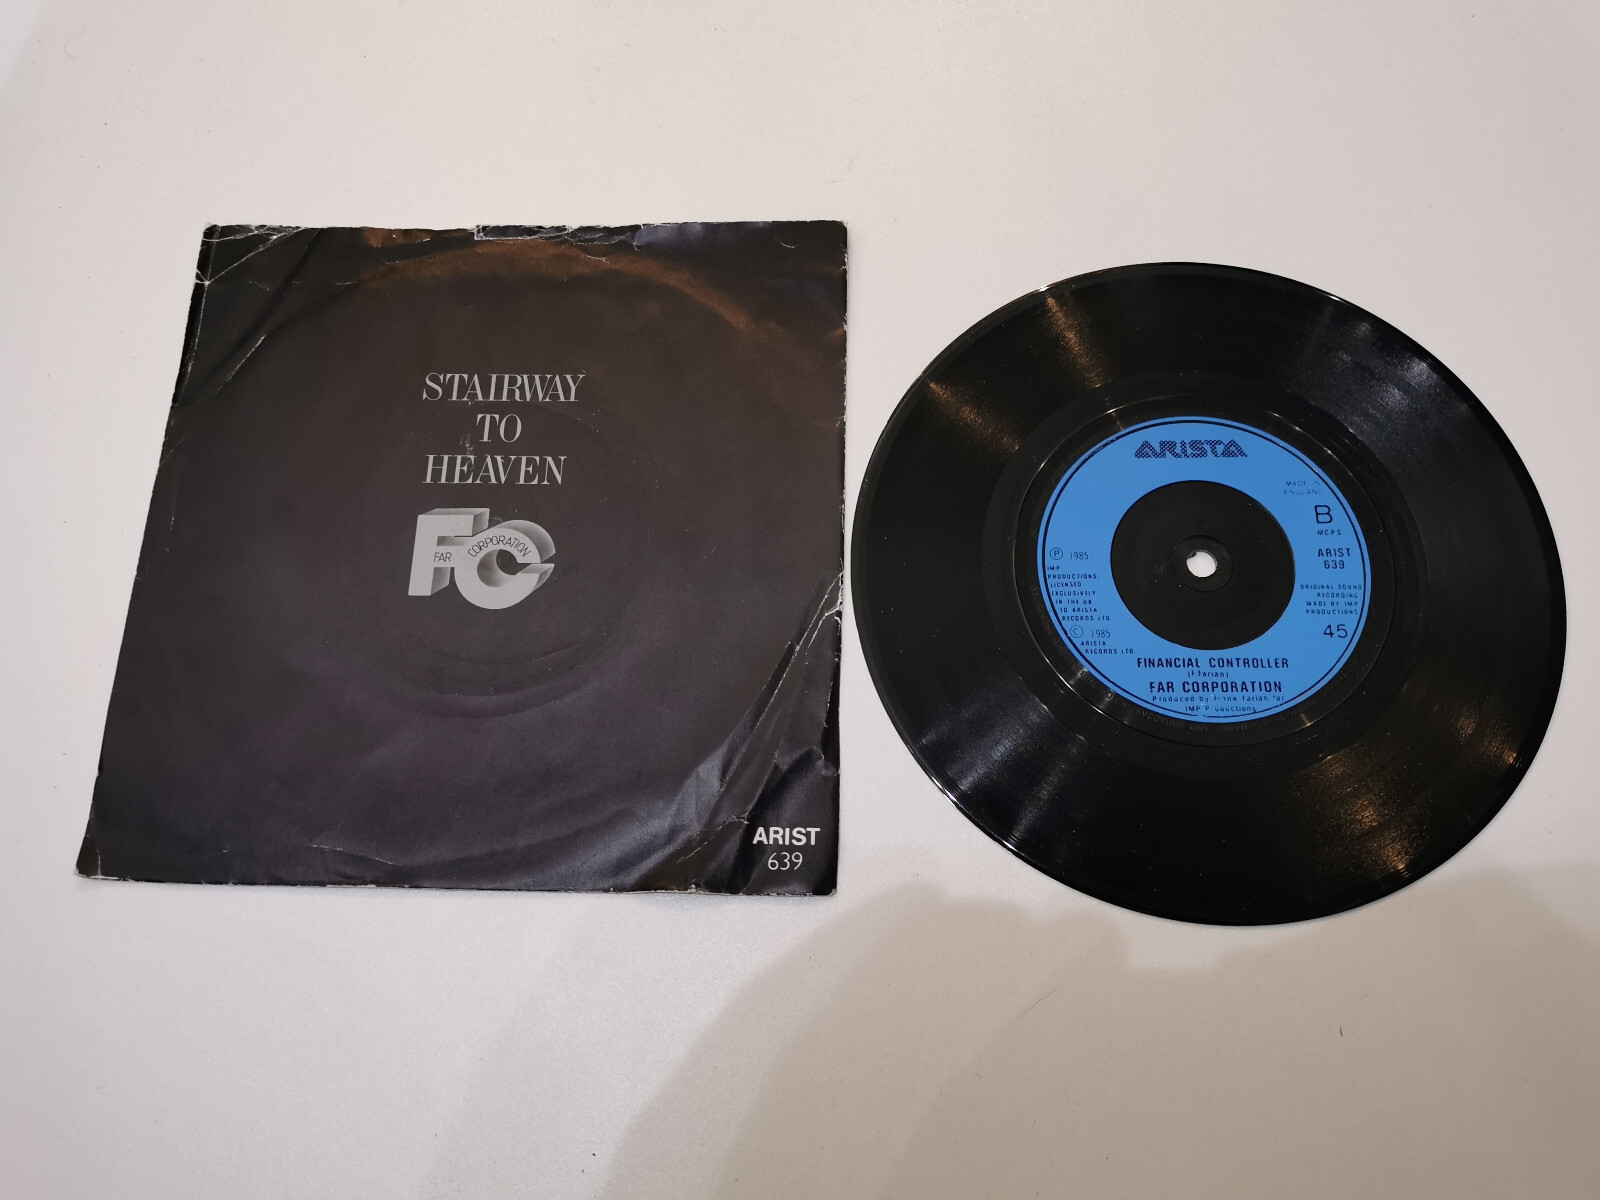 STAIRWAY
TO
HEAVEN
FC
FAR CORPORATION
ARIST
639
ARISTA
MADE IN
ENGLAND
B
MCPS
ARIST
639
ORIGINAL SOUND
RECORDING
MADE BY IMP
PRODUCTIONS
45
℗ 1985
IMP
PRODUCTIONS.
LICENSED
EXCLUSIVELY
IN THE UK
TO ARISTA
RECORDS LTD.
© 1985
ARISTA
RECORDS LTD.
FINANCIAL CONTROLLER
(F.Farian)
FAR CORPORATION
Produced by Frank Farian for
IMP Productions